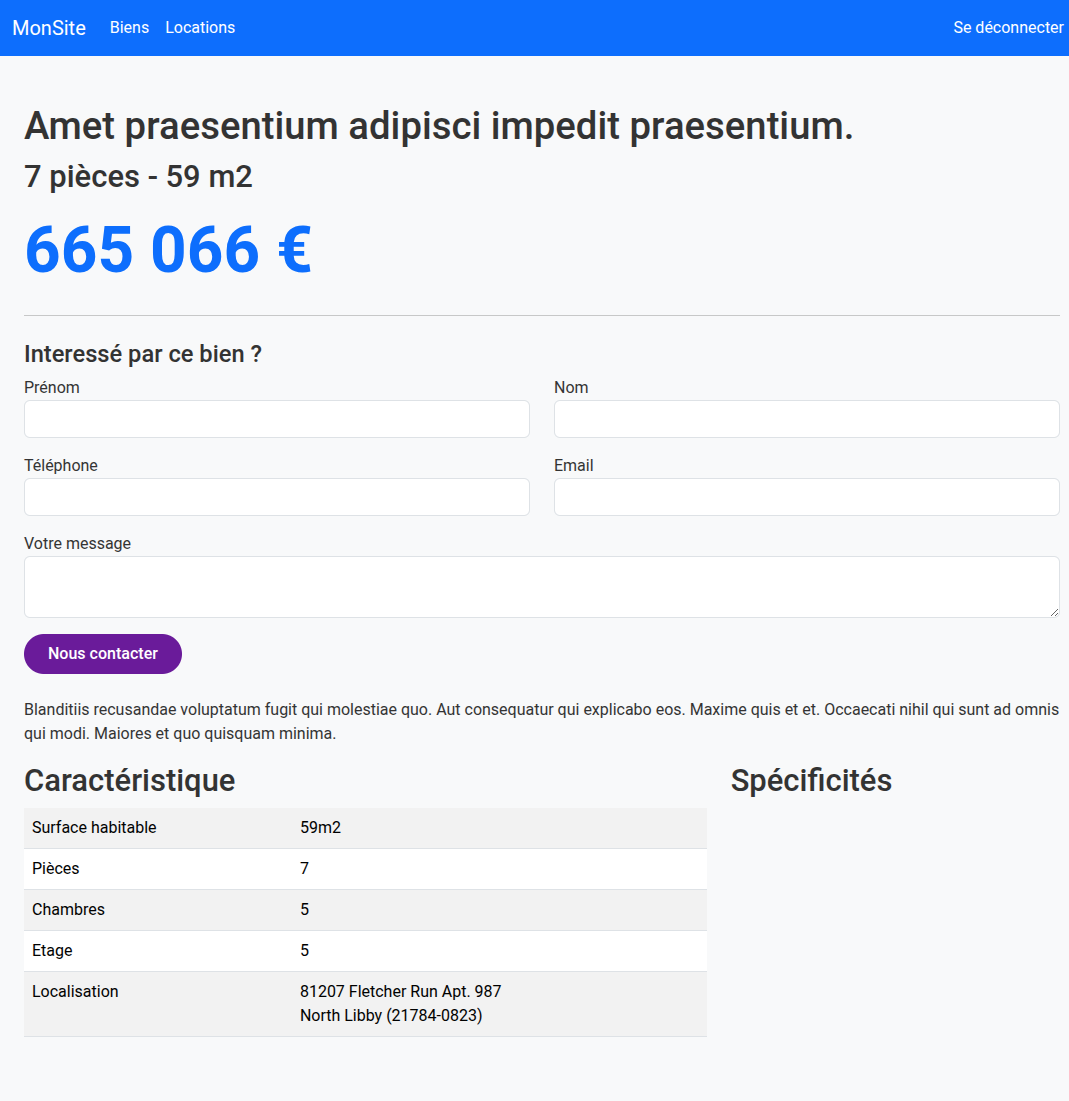 MonSite Biens Locations Se déconnecter
Amet praesentium adipisci impedit praesentium.
7 pièces - 59 m2
665 066 €
Interessé par ce bien ?
Prénom Nom
Téléphone Email
Votre message
Nous contacter
Blanditiis recusandae voluptatum fugit qui molestiae quo. Aut consequatur qui explicabo eos. Maxime quis et et. Occaecati nihil qui sunt ad omnis
qui modi. Maiores et quo quisquam minima.
Caractéristique Spécificités
Surface habitable 59m2
Pièces 7
Chambres 5
Etage 5
Localisation 81207 Fletcher Run Apt. 987
North Libby (21784-0823)